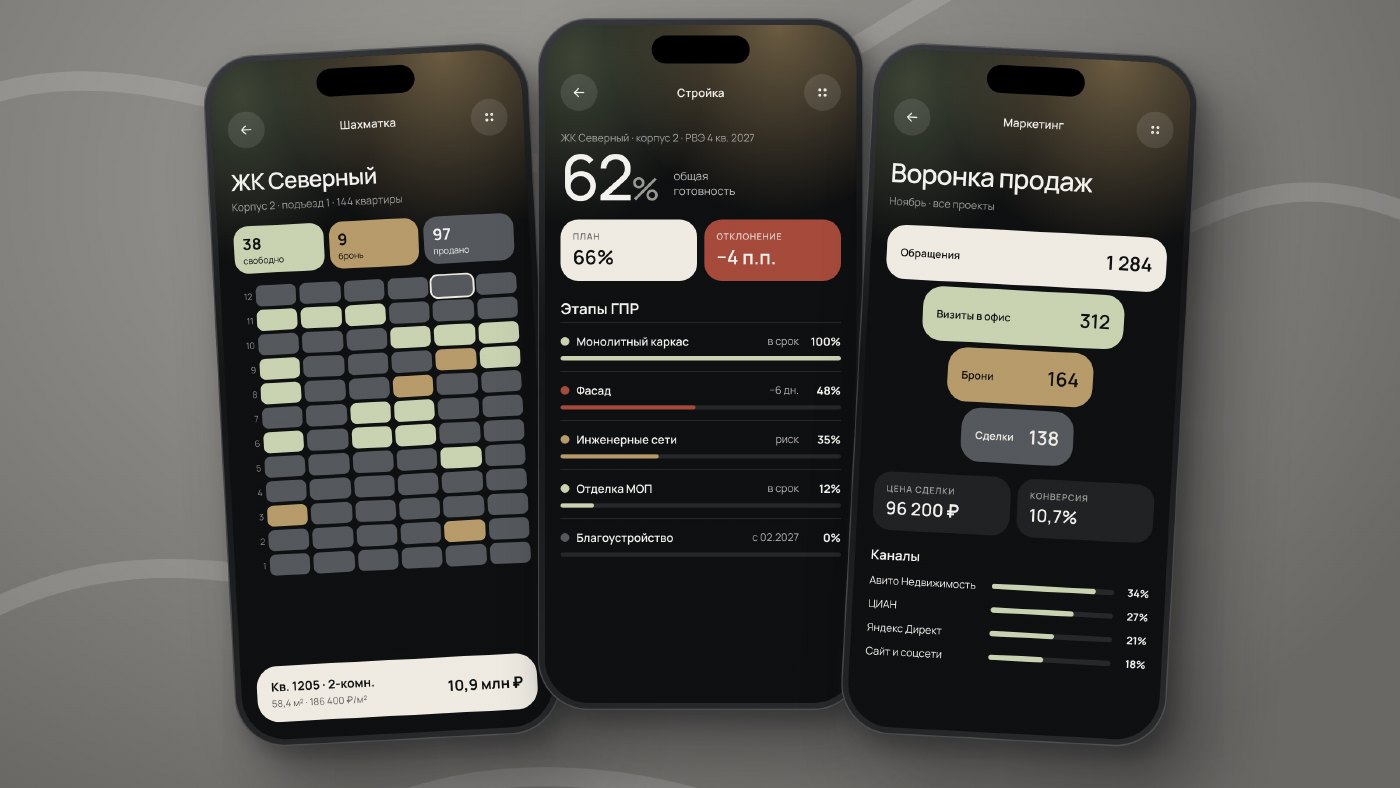 Шахматка
ЖК Северный
Корпус 2 · подъезд 1 · 144 квартиры
38
свободно
9
бронь
97
продано
12
11
10
9
8
7
6
5
4
3
2
1
Кв. 1205 · 2-комн.
10,9 млн ₽
58,4 м² · 186 400 ₽/м²
Стройка
ЖК Северный · корпус 2 · РВЭ 4 кв. 2027
62%
общая
готовность
ПЛАН
66%
ОТКЛОНЕНИЕ
−4 п.п.
Этапы ГПР
Монолитный каркас в срок 100%
Фасад −6 дн. 48%
Инженерные сети риск 35%
Отделка МОП в срок 12%
Благоустройство с 02.2027 0%
Маркетинг
Воронка продаж
Ноябрь · все проекты
Обращения 1 284
Визиты в офис 312
Брони 164
Сделки 138
ЦЕНА СДЕЛКИ
96 200 ₽
КОНВЕРСИЯ
10,7%
Каналы
Авито Недвижимость 34%
ЦИАН 27%
Яндекс Директ 21%
Сайт и соцсети 18%